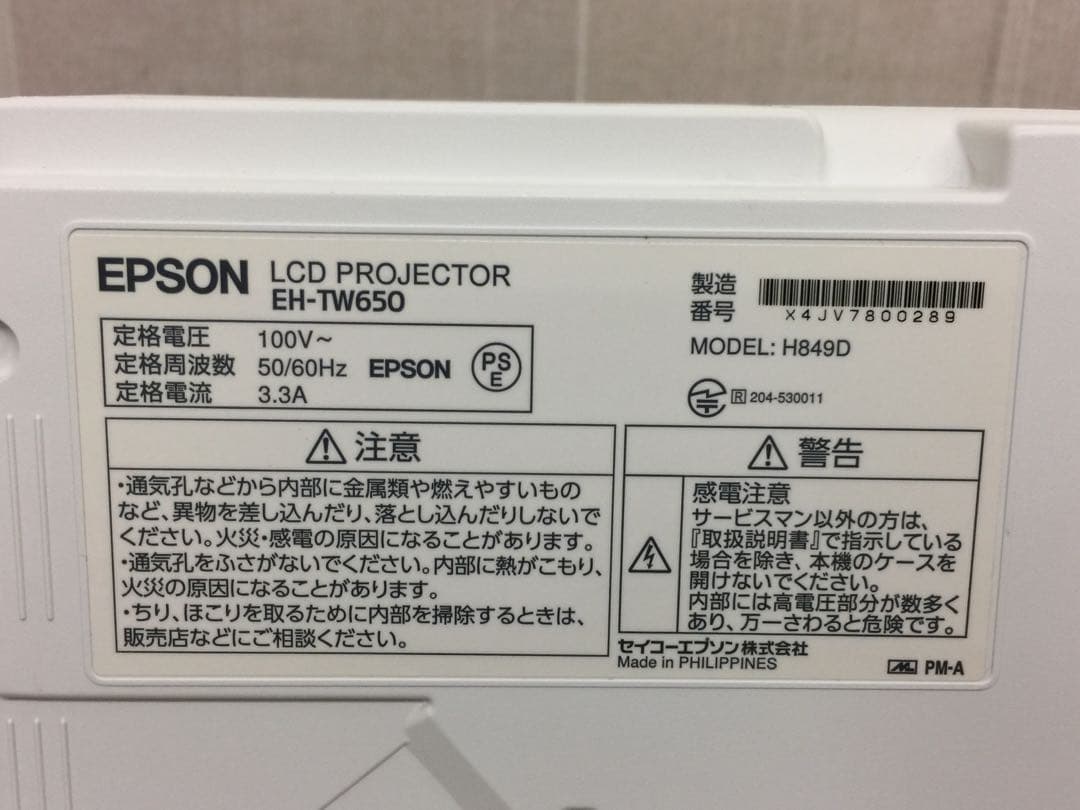 EPSON LCD PROJECTOR
EH-TW650
定格電圧 100V～
定格周波数 50/60Hz
定格電流 3.3A
EPSON
PS
E
製造
番号
X4JV7800289
MODEL: H849D
R 204-530011
注意
・通気孔などから内部に金属類や燃えやすいもの
など、異物を差し込んだり、落とし込んだりしないで
ください。火災・感電の原因になることがあります。
・通気孔をふさがないでください。内部に熱がこもり、
火災の原因になることがあります。
・ちり、ほこりを取るために内部を掃除するときは、
販売店などにご相談ください。
警告
感電注意
サービスマン以外の方は、
『取扱説明書』で指示している
場合を除き、本機のケースを
開けないでください。
内部には高電圧部分が数多く
あり、万一さわると危険です。
セイコーエプソン株式会社
Made in PHILIPPINES
PM-A